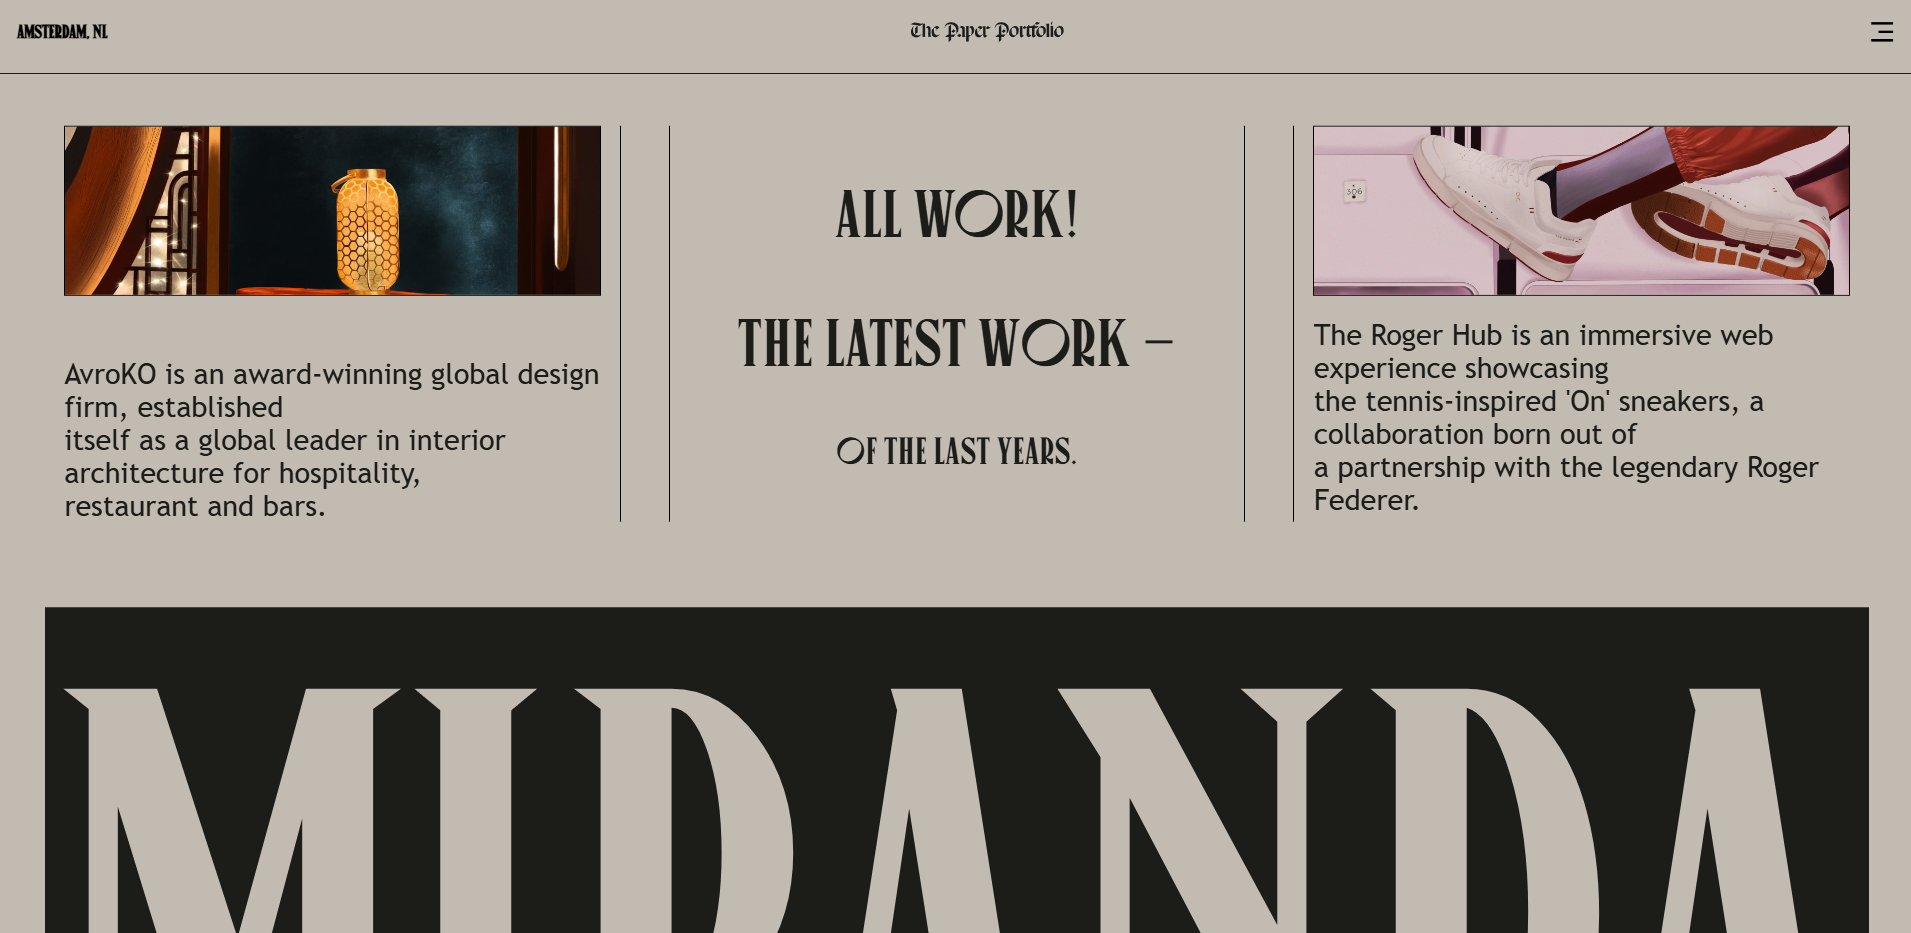 AMSTERDAM, NL
The Paper Portfolio
AvroKO is an award-winning global design
firm, established
itself as a global leader in interior
architecture for hospitality,
restaurant and bars.
ALL WORK!
THE LATEST WORK –
OF THE LAST YEARS.
306
The Roger Hub is an immersive web
experience showcasing
the tennis-inspired 'On' sneakers, a
collaboration born out of
a partnership with the legendary Roger
Federer.
MIRANDA